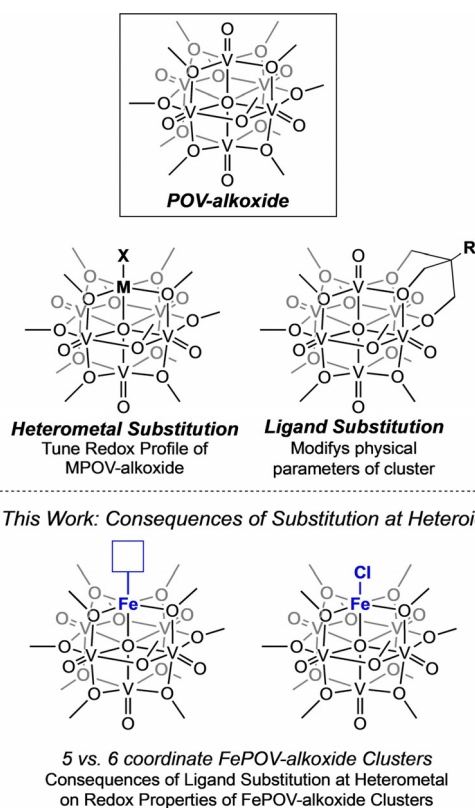 O
O V O
O O
O V V O
O
V O V
O O O
O V O
O O
O
POV-alkoxide
X
O M O
O O
O V V O
O
V O V
O O O
O V O
O O
O
Heterometal Substitution
Tune Redox Profile of
MPOV-alkoxide
O
R
O V O
O O
O V V O
O
V O V
O O O
O V O
O O
O
Ligand Substitution
Modifys physical
parameters of cluster
This Work: Consequences of Substitution at Heteroi
O Fe O
O O
O V V O
O
V O V
O O O
O V O
O O
O
Cl
O Fe O
O O
O V V O
O
V O V
O O O
O V O
O O
O
5 vs. 6 coordinate FePOV-alkoxide Clusters
Consequences of Ligand Substitution at Heterometal
on Redox Properties of FePOV-alkoxide Clusters